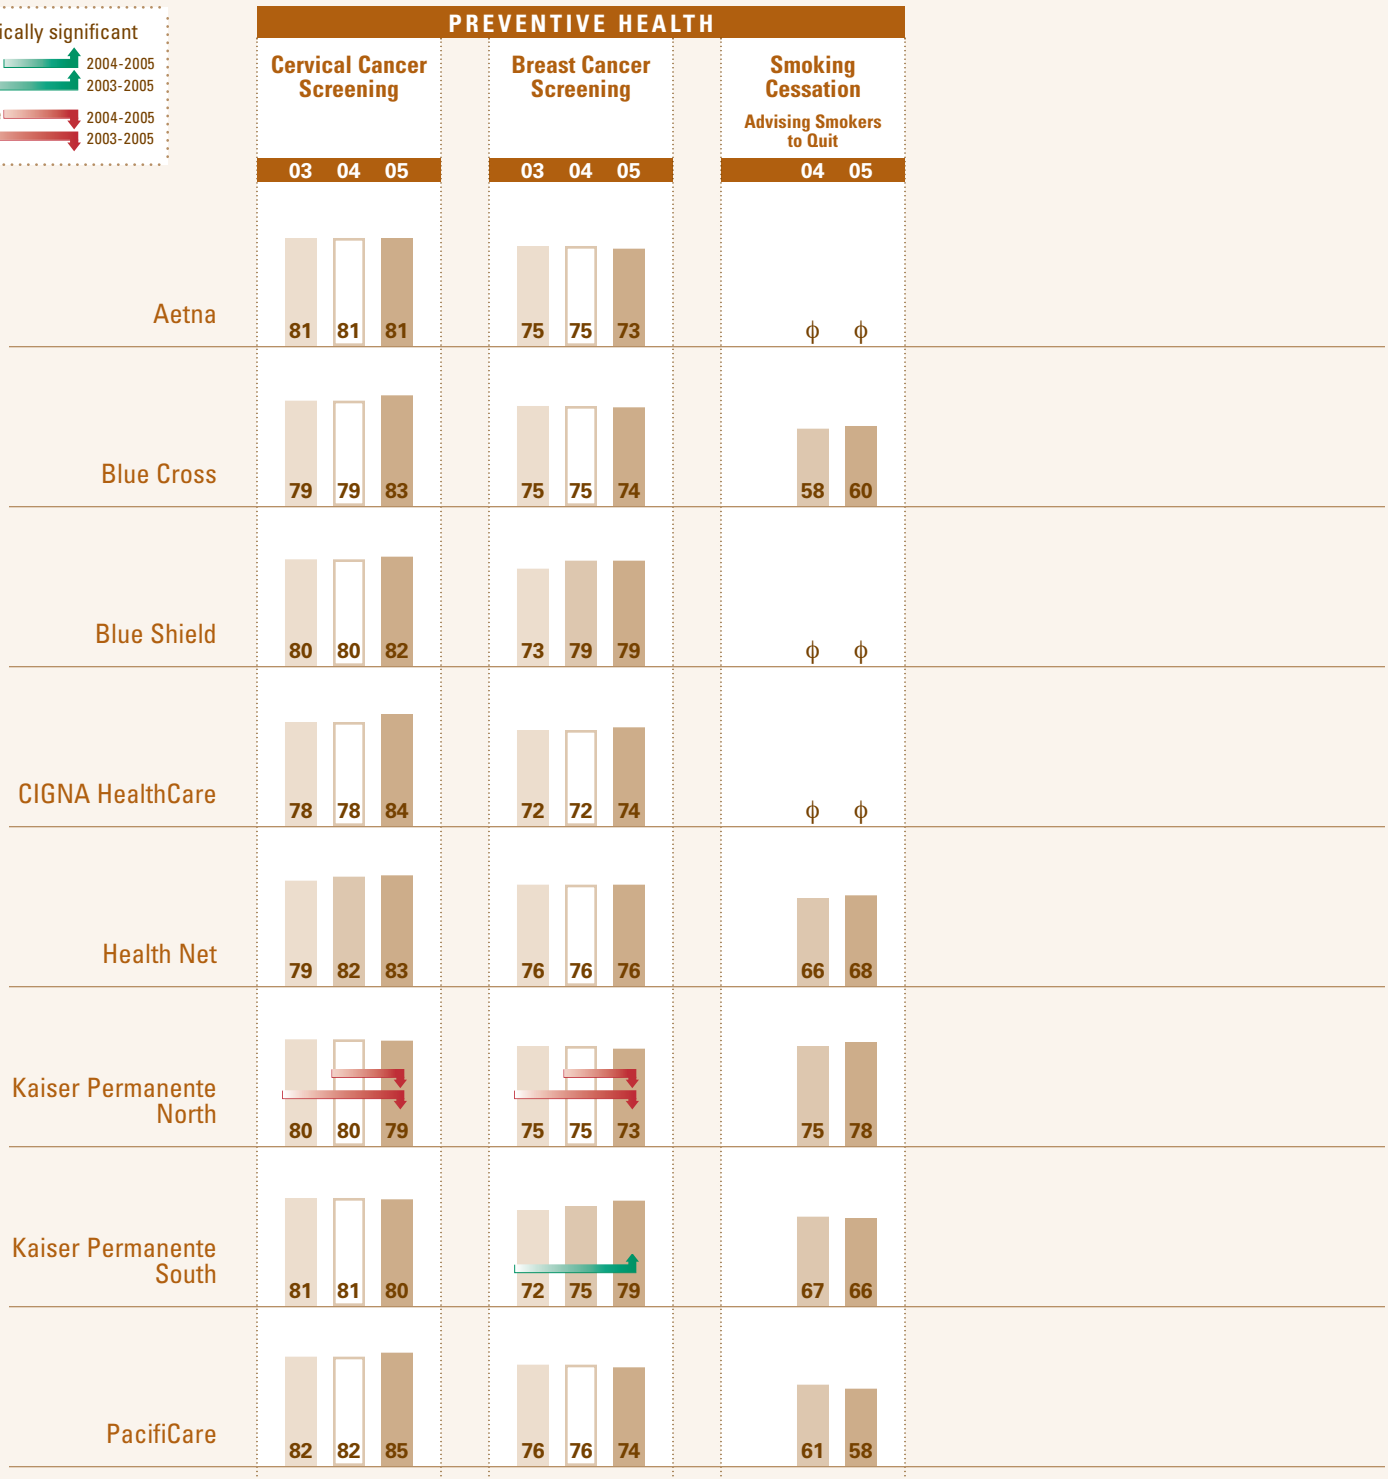 significant
2004-2005
2003-2005
2004-2005
2003-2005
PREVENTIVE HEALTH
Cervical Cancer
Screening
Breast Cancer
Screening
Smoking
Cessation
Advising Smokers
to Quit
03 04 05
03 04 05
04 05
Aetna
81 81 81
75 75 73
ϕ ϕ
Blue Cross
79 79 83
75 75 74
58 60
Blue Shield
80 80 82
73 79 79
ϕ ϕ
CIGNA HealthCare
78 78 84
72 72 74
ϕ ϕ
Health Net
79 82 83
76 76 76
66 68
Kaiser Permanente
North
80 80 79
75 75 73
75 78
Kaiser Permanente
South
81 81 80
72 75 79
67 66
PacifiCare
82 82 85
76 76 74
61 58